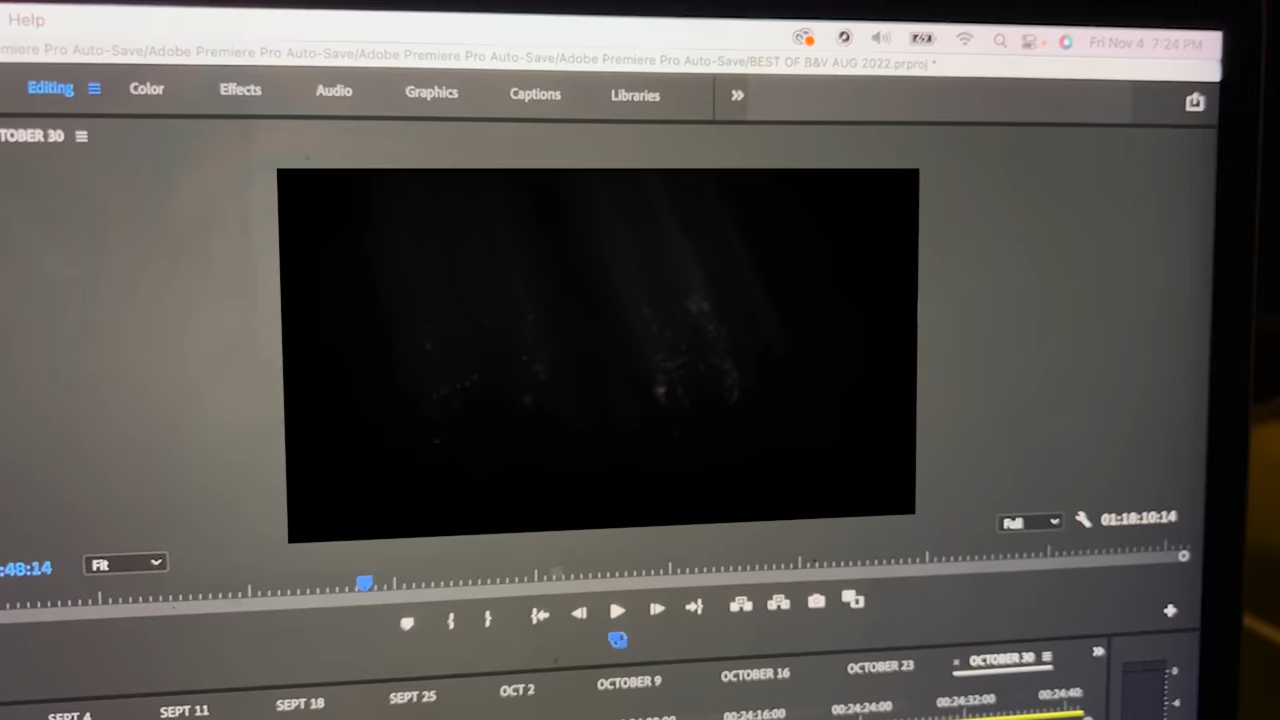 Help
Fri Nov 4 7:24 PM
miere Pro Auto-Save/Adobe Premiere Pro Auto-Save/Adobe Premiere Pro Auto-Save/Adobe Premiere Pro Auto-Save/BEST OF B&V AUG 2022.prproj *
Editing Color Effects Audio Graphics Captions Libraries
TOBER 30
Full 01:18:10:14
:48:14 Fit
SEPT 4 SEPT 11 SEPT 18 SEPT 25 OCT 2 OCTOBER 9 OCTOBER 16 OCTOBER 23 × OCTOBER 30
00:24:16:00 00:24:24:00 00:24:32:00 00:24:40:
0
-6